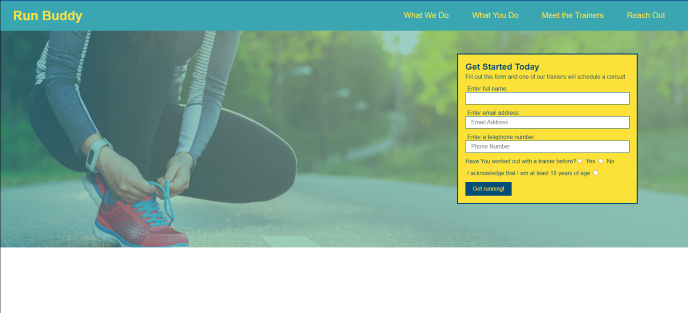 Run Buddy
What We Do What You Do Meet the Trainers Reach Out
Get Started Today
Fill out this form and one of our trainers will schedule a consult
Enter full name
Enter email address
Email Address
Enter a telephone number
Phone Number
Have You worked out with a trainer before? Yes No
I acknowledge that I am at least 18 years of age
Get running!